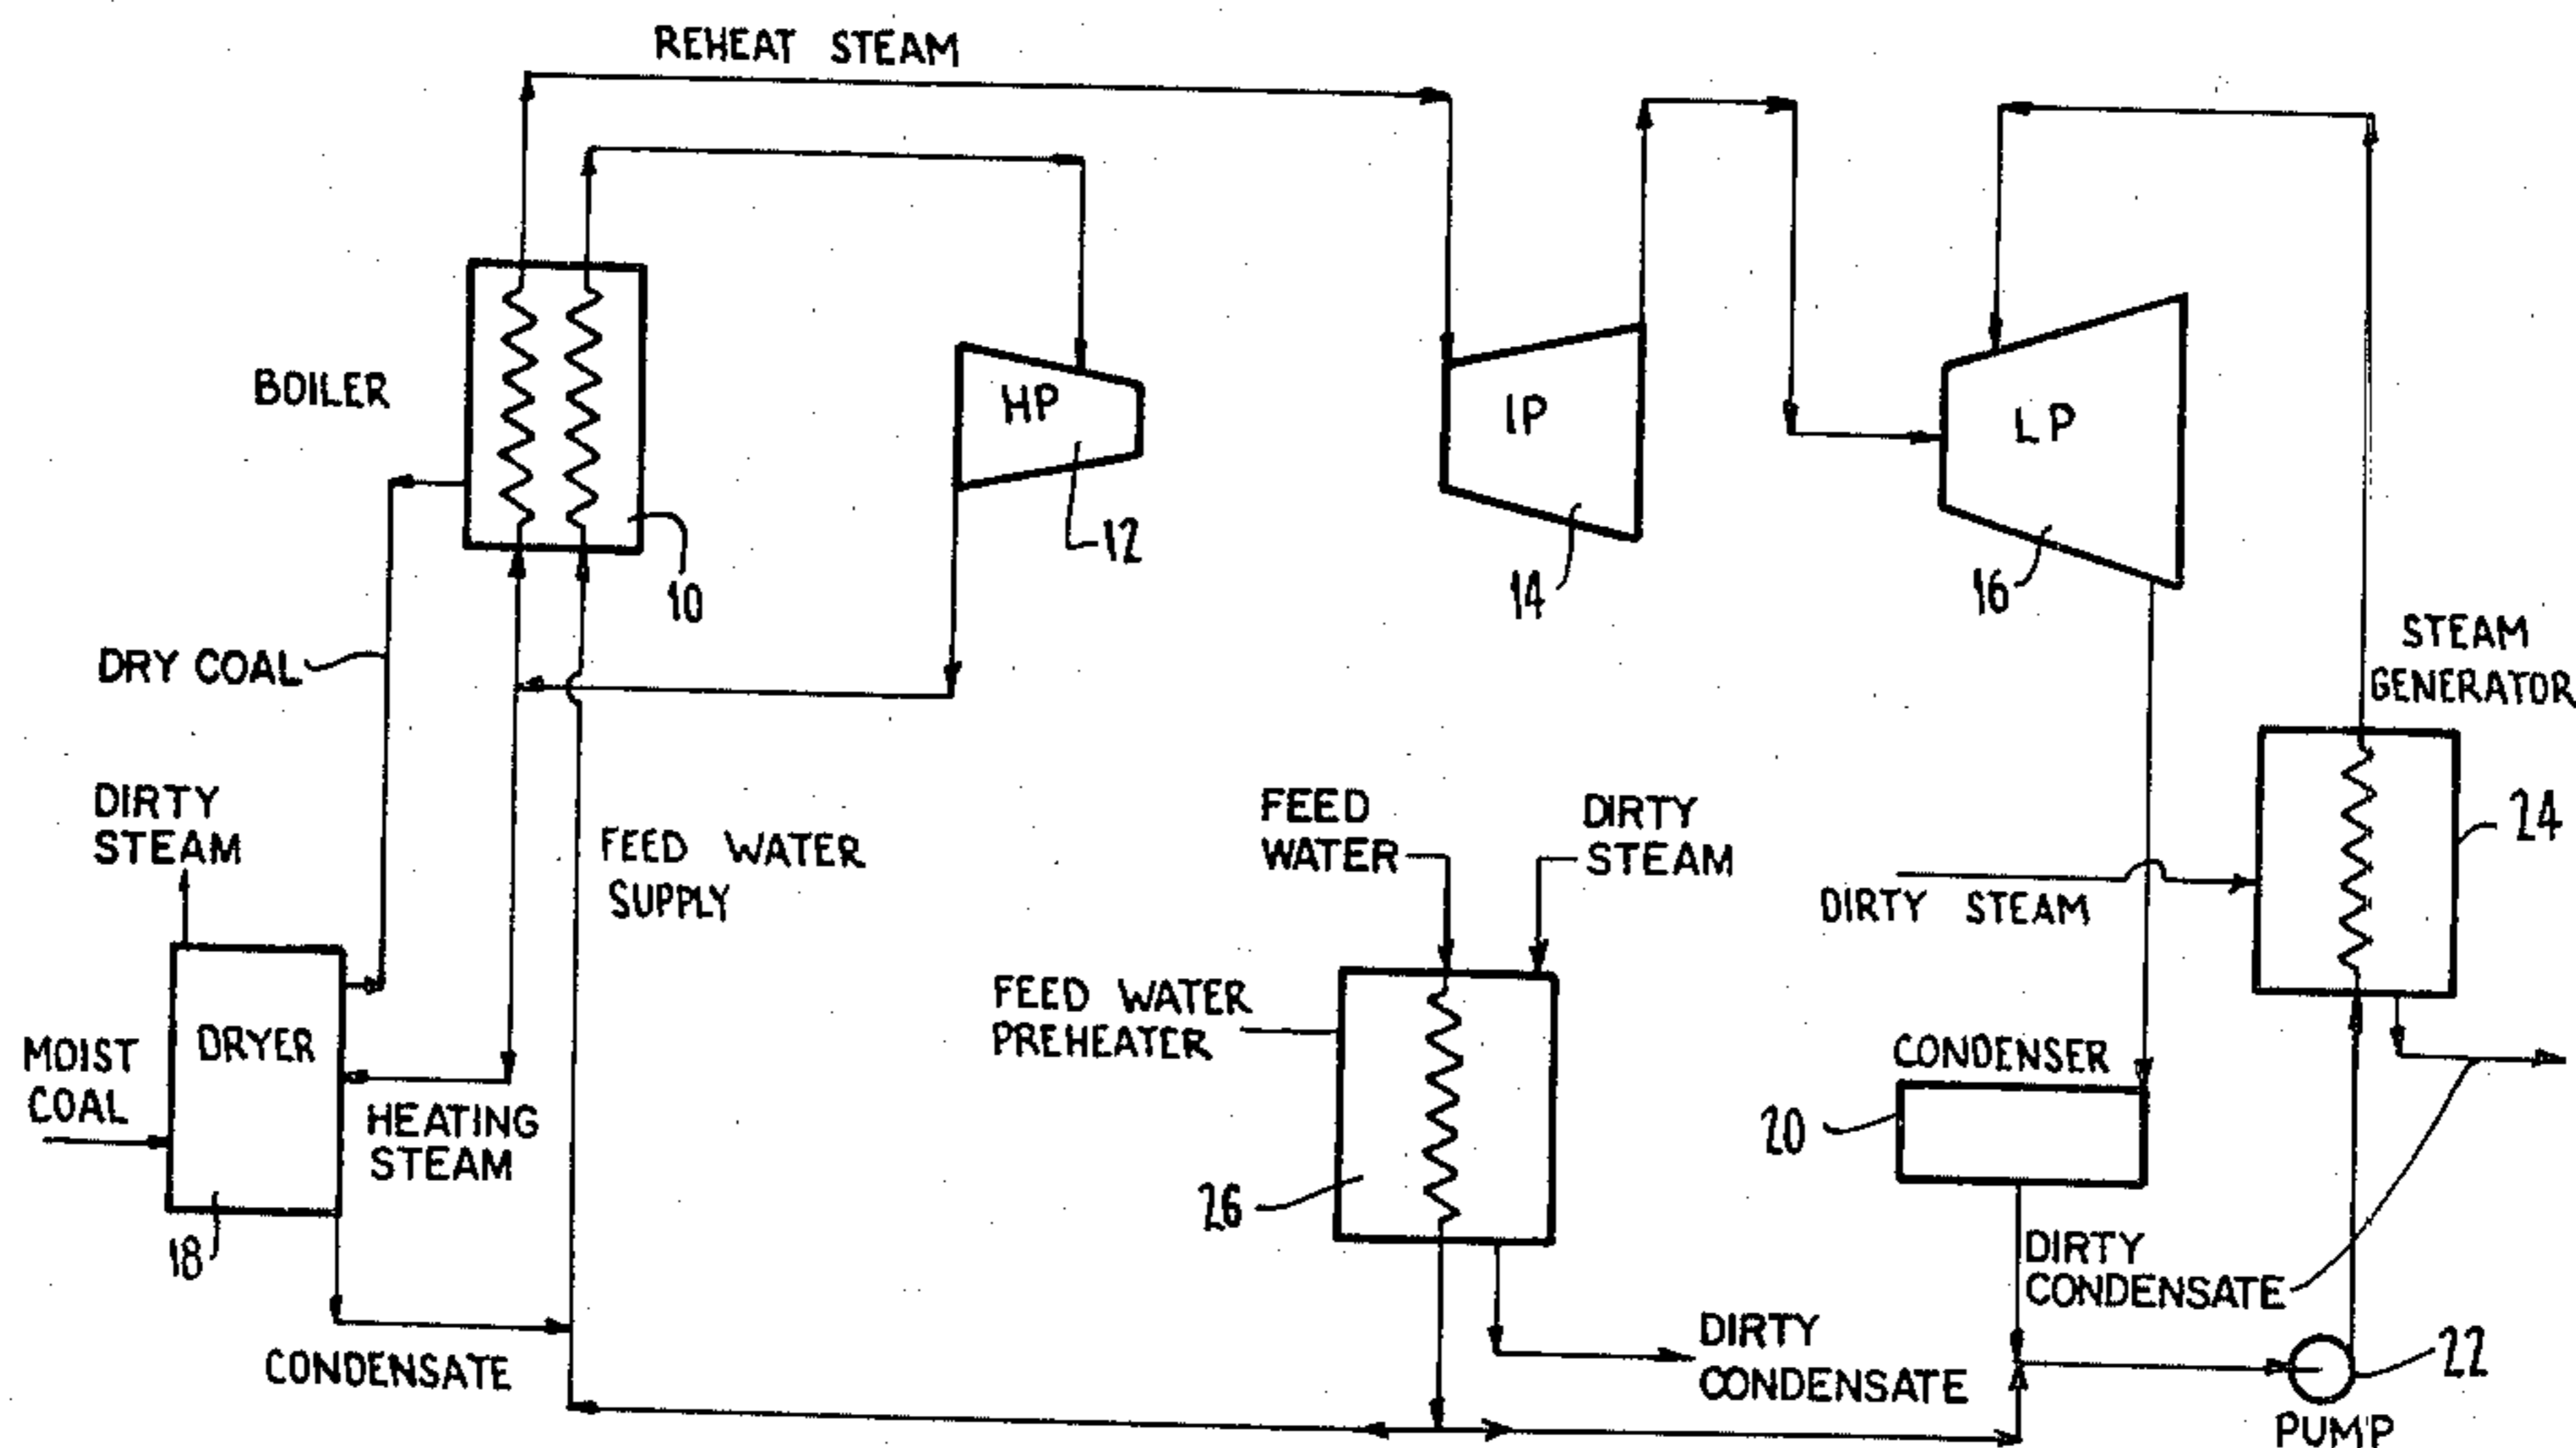 REHEAT STEAM
BOILER
HP
IP
LP
12
10
14
16
DRY COAL
STEAM
GENERATOR
DIRTY
STEAM
FEED WATER
SUPPLY
FEED
WATER
DIRTY
STEAM
24
DIRTY STEAM
MOIST
COAL
DRYER
HEATING
STEAM
FEED WATER
PREHEATER
CONDENSER
20
26
18
DIRTY
CONDENSATE
CONDENSATE
DIRTY
CONDENSATE
22
PUMP